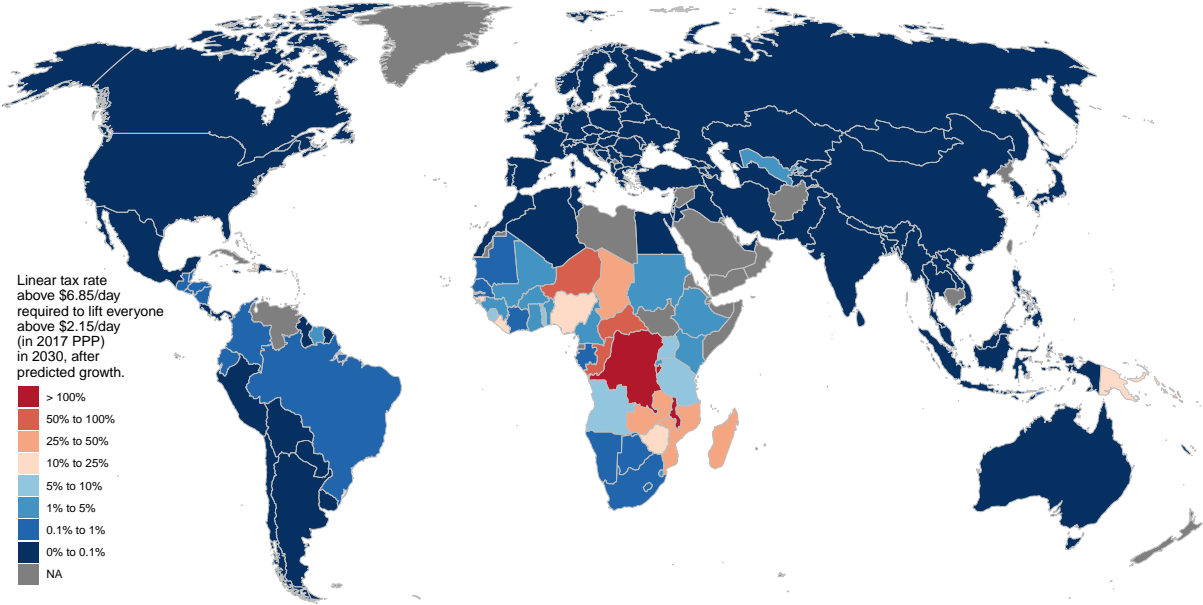 Linear tax rate
above $6.85/day
required to lift everyone
above $2.15/day
(in 2017 PPP)
in 2030, after
predicted growth.
> 100%
50% to 100%
25% to 50%
10% to 25%
5% to 10%
1% to 5%
0.1% to 1%
0% to 0.1%
NA